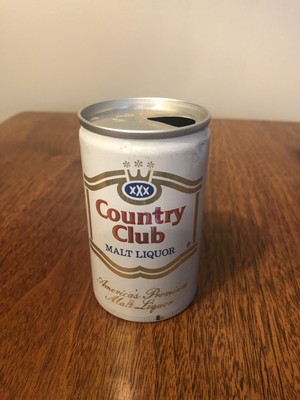 XXX
Country
Club
MALT LIQUOR
America's Premium
Malt Liquor